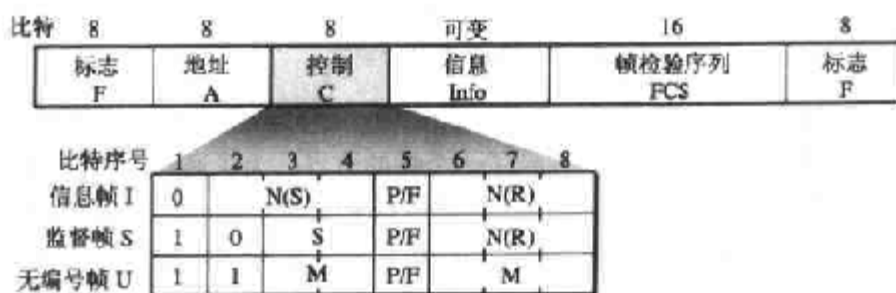 比特 8 8 8 可变 16 8
标志 地址 控制 信息 帧检验序列 标志
F A C Info FCS F
比特序号 1 2 3 4 5 6 7 8
信息帧 I 0 N(S) P/F N(R)
监督帧 S 1 0 S P/F N(R)
无编号帧 U 1 1 M P/F M